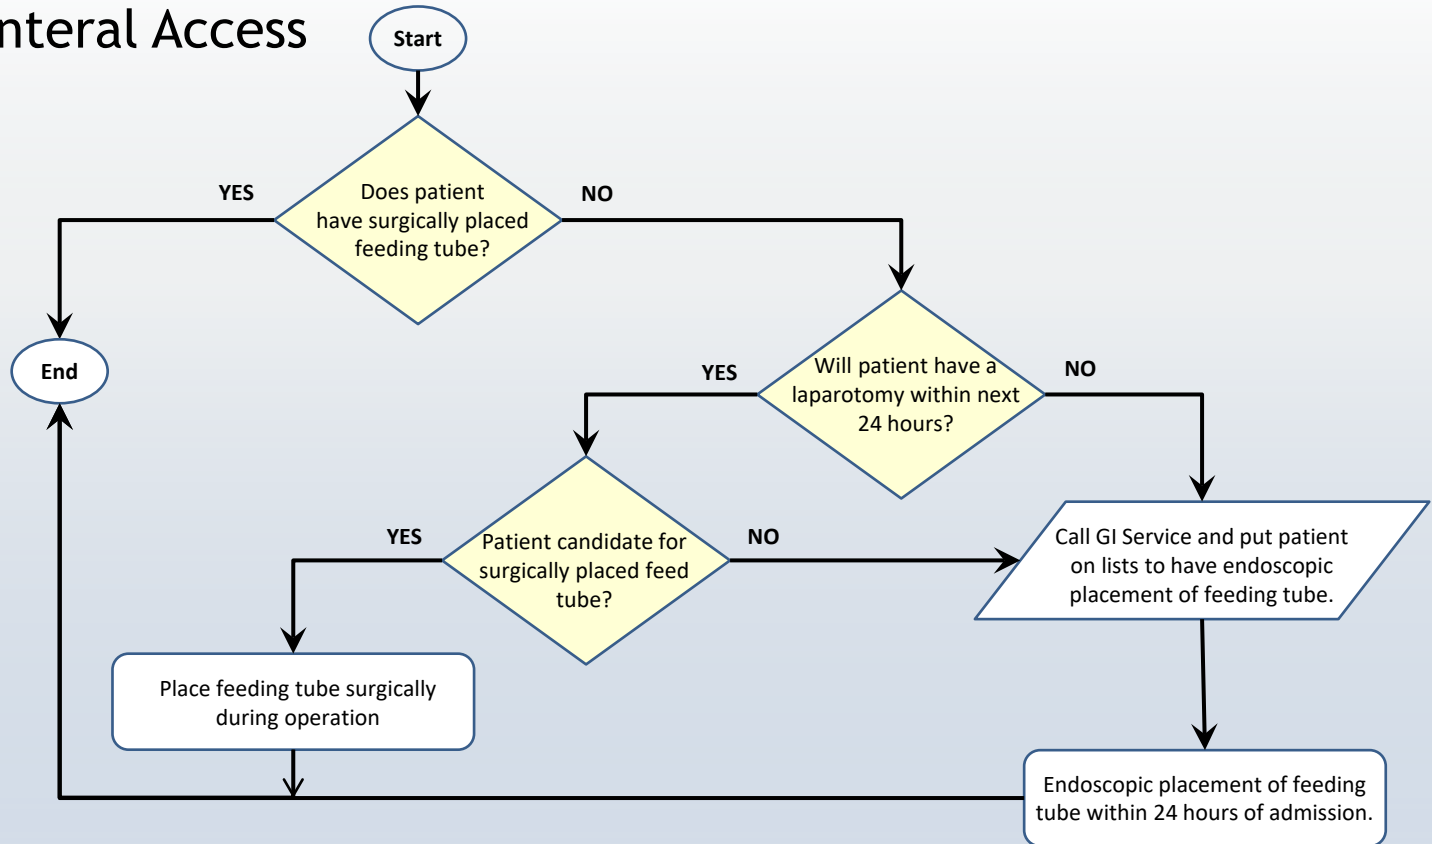 nteral Access
Start
Does patient
have surgically placed
feeding tube?
YES
NO
End
Will patient have a
laparotomy within next
24 hours?
YES
NO
Patient candidate for
surgically placed feed
tube?
YES
NO
Call GI Service and put patient
on lists to have endoscopic
placement of feeding tube.
Place feeding tube surgically
during operation
Endoscopic placement of feeding
tube within 24 hours of admission.